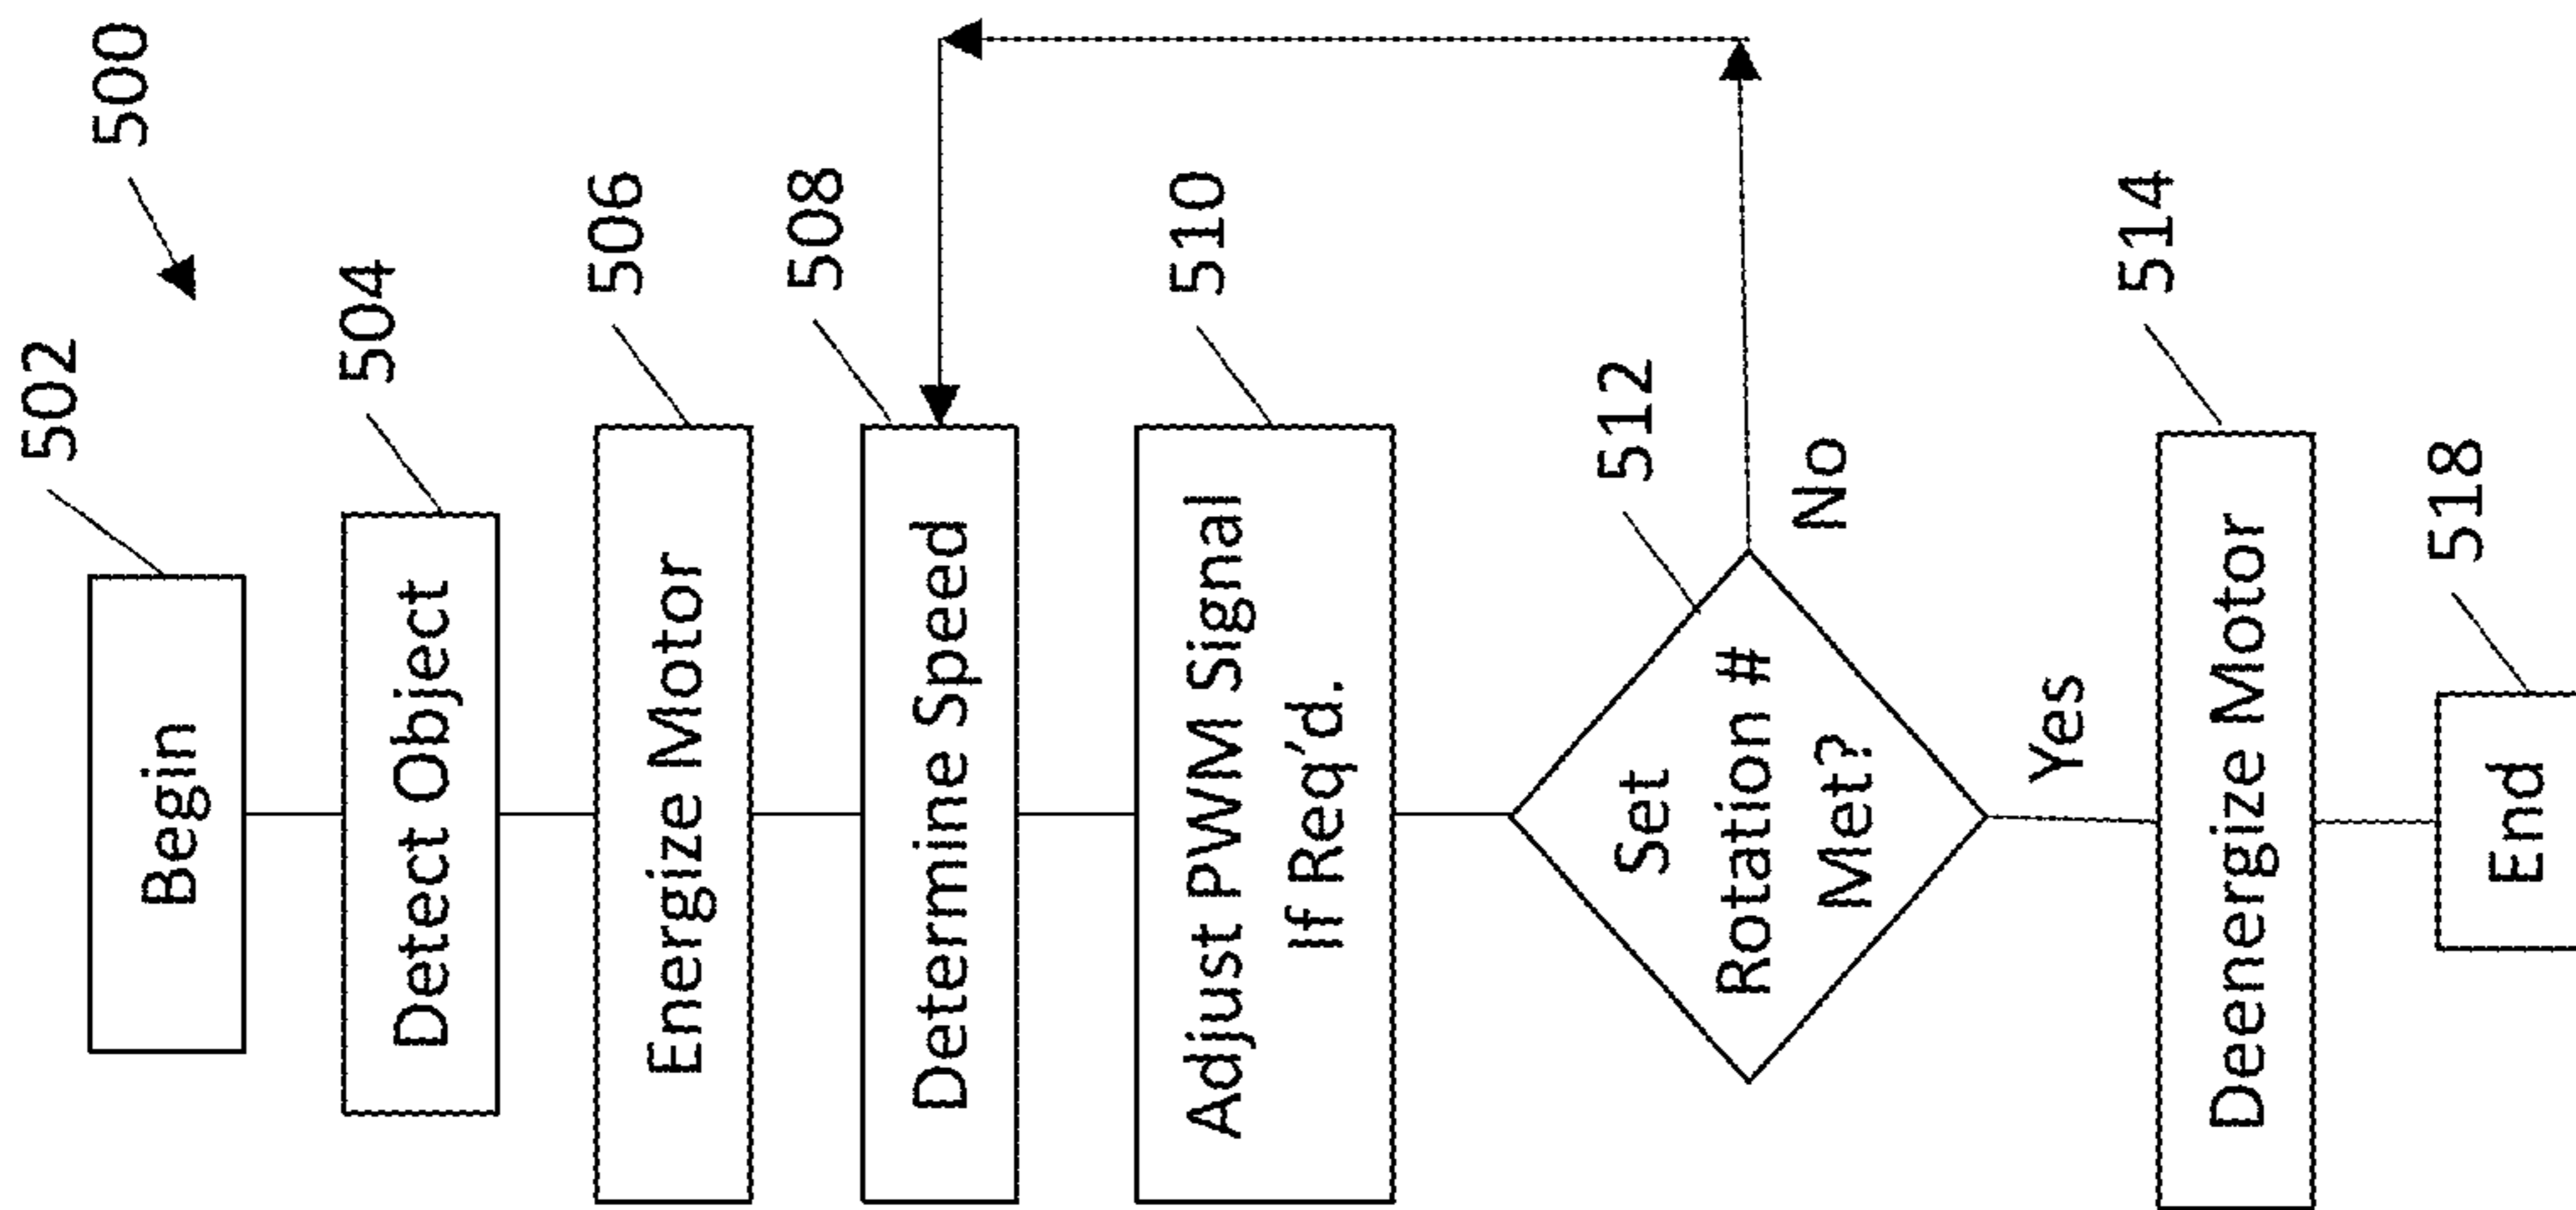 500
502
Begin
504
Detect Object
506
Energize Motor
508
Determine Speed
510
Adjust PWM Signal
If Req'd.
512
Set
Rotation #
Met?
No
Yes
514
Deenergize Motor
518
End